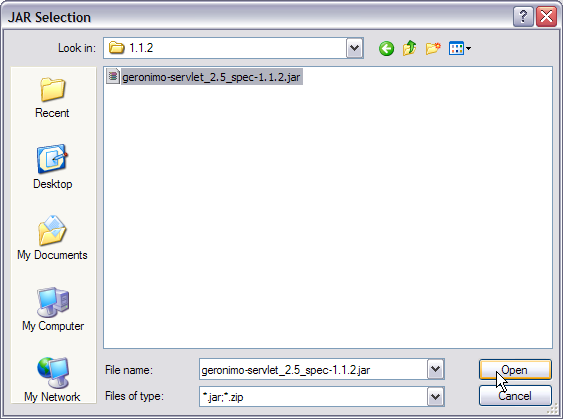 JAR Selection
Look in: 1.1.2
geronimo-servlet_2.5_spec-1.1.2.jar
Recent
Desktop
My Documents
My Computer
My Network
File name: geronimo-servlet_2.5_spec-1.1.2.jar Open
Files of type: *.jar;*.zip Cancel